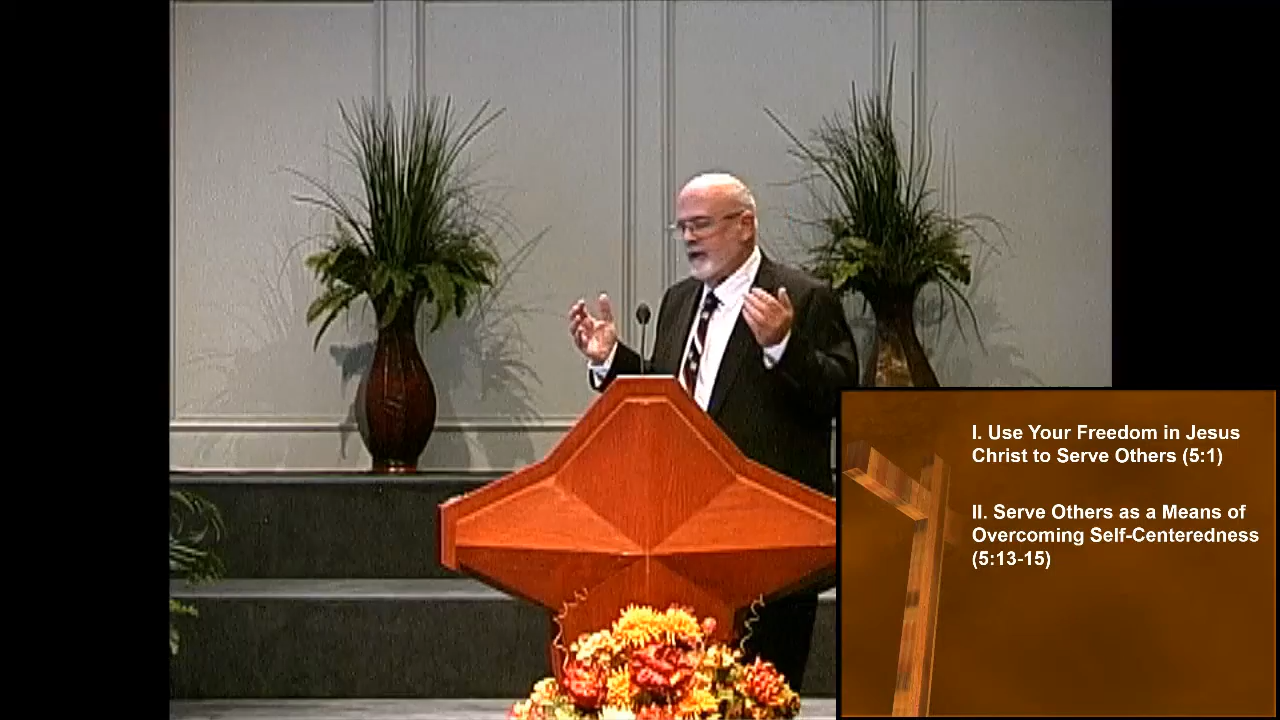 I. Use Your Freedom in Jesus
Christ to Serve Others (5:1)
II. Serve Others as a Means of
Overcoming Self-Centeredness
(5:13-15)